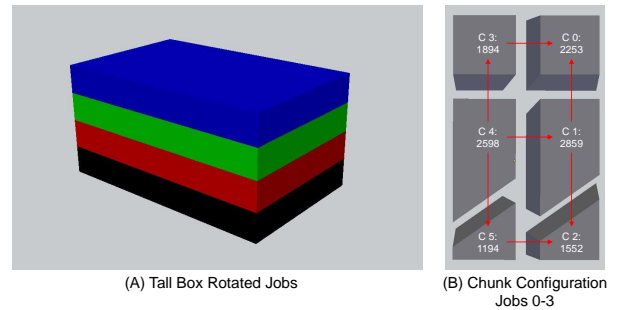 C 3:
1894
C 0:
2253
C 4:
2598
C 1:
2859
C 5:
1194
C 2:
1552
(A) Tall Box Rotated Jobs
(B) Chunk Configuration
Jobs 0-3